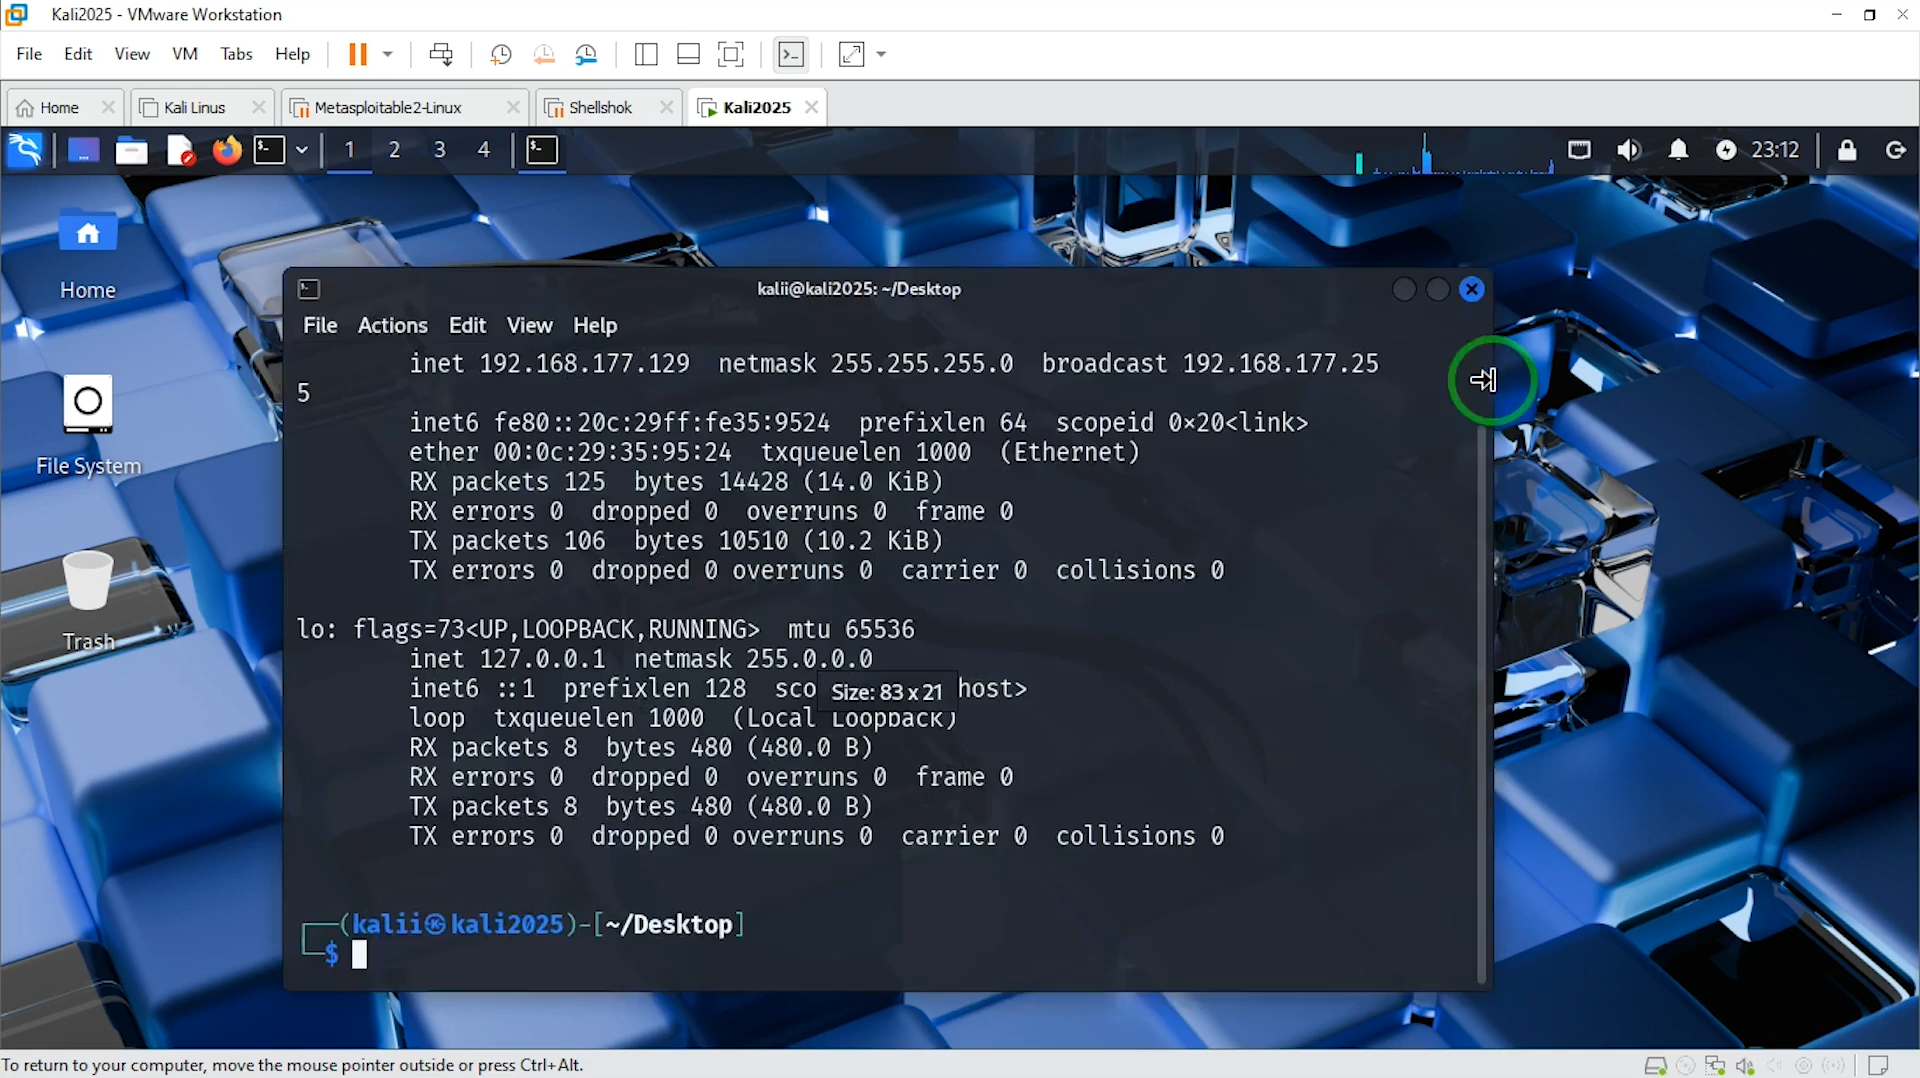 Kali2025 - VMware Workstation
File Edit View VM Tabs Help
Home Kali Linus Metasploitable2-Linux Shellshok Kali2025
1 2 3 4 23:12
Home
File System
Trash
kalii@kali2025: ~/Desktop
File Actions Edit View Help
inet 192.168.177.129 netmask 255.255.255.0 broadcast 192.168.177.25
5
inet6 fe80::20c:29ff:fe35:9524 prefixlen 64 scopeid 0×20<link>
ether 00:0c:29:35:95:24 txqueuelen 1000 (Ethernet)
RX packets 125 bytes 14428 (14.0 KiB)
RX errors 0 dropped 0 overruns 0 frame 0
TX packets 106 bytes 10510 (10.2 KiB)
TX errors 0 dropped 0 overruns 0 carrier 0 collisions 0
lo: flags=73<UP,LOOPBACK,RUNNING> mtu 65536
inet 127.0.0.1 netmask 255.0.0.0
inet6 ::1 prefixlen 128 sco host>
Size: 83 x 21
loop txqueuelen 1000 (Local Loopback)
RX packets 8 bytes 480 (480.0 B)
RX errors 0 dropped 0 overruns 0 frame 0
TX packets 8 bytes 480 (480.0 B)
TX errors 0 dropped 0 overruns 0 carrier 0 collisions 0
┌──(kalii㉿kali2025)-[~/Desktop]
└─$
To return to your computer, move the mouse pointer outside or press Ctrl+Alt.